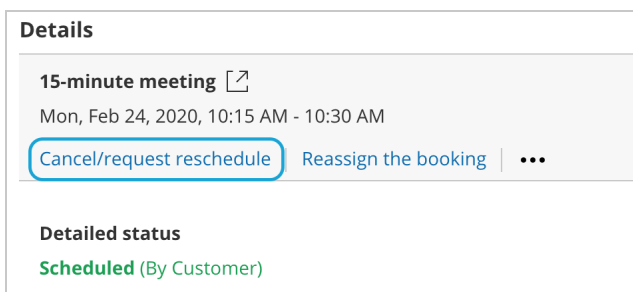 Details
15-minute meeting
Mon, Feb 24, 2020, 10:15 AM - 10:30 AM
Cancel/request reschedule | Reassign the booking | •••
Detailed status
Scheduled (By Customer)